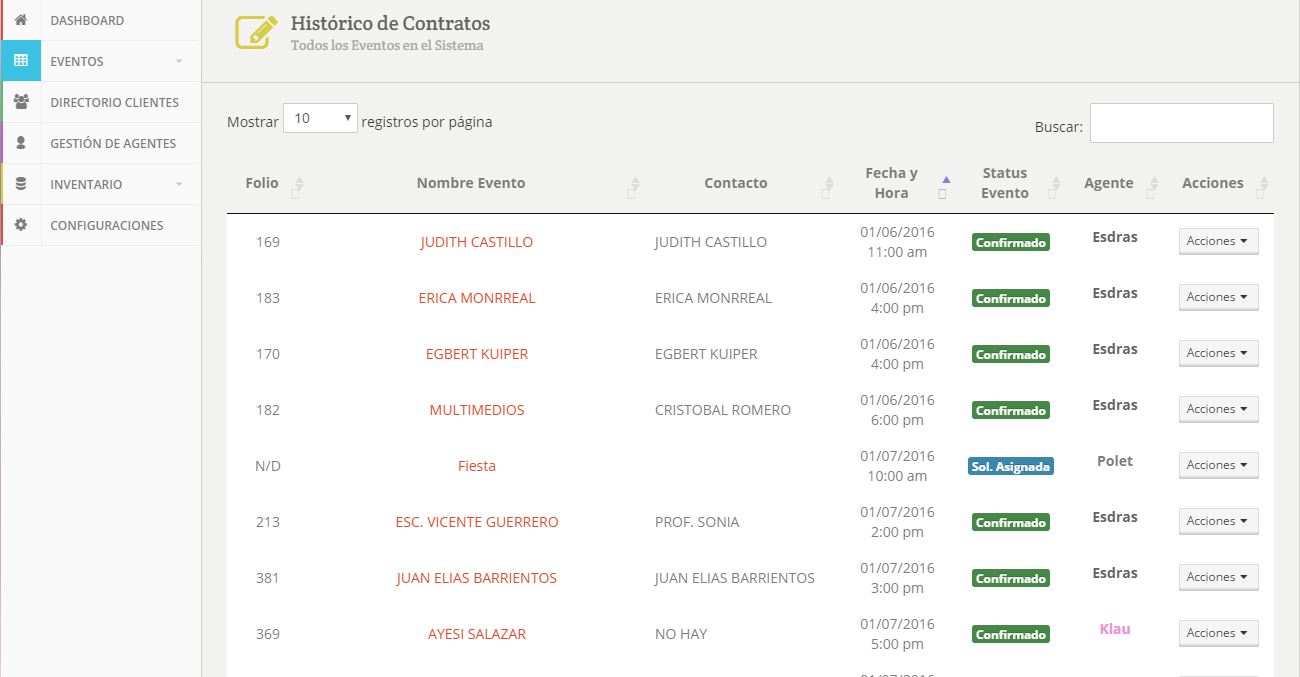 DASHBOARD
EVENTOS
DIRECTORIO CLIENTES
GESTIÓN DE AGENTES
INVENTARIO
CONFIGURACIONES
Histórico de Contratos
Todos los Eventos en el Sistema
Mostrar 10 registros por página
Buscar:
Folio Nombre Evento Contacto Fecha y Hora Status Evento Agente Acciones
169 JUDITH CASTILLO JUDITH CASTILLO 01/06/2016 11:00 am Confirmado Esdras Acciones
183 ERICA MONRREAL ERICA MONRREAL 01/06/2016 4:00 pm Confirmado Esdras Acciones
170 EGBERT KUIPER EGBERT KUIPER 01/06/2016 4:00 pm Confirmado Esdras Acciones
182 MULTIMEDIOS CRISTOBAL ROMERO 01/06/2016 6:00 pm Confirmado Esdras Acciones
N/D Fiesta 01/07/2016 10:00 am Sol. Asignada Polet Acciones
213 ESC. VICENTE GUERRERO PROF. SONIA 01/07/2016 2:00 pm Confirmado Esdras Acciones
381 JUAN ELIAS BARRIENTOS JUAN ELIAS BARRIENTOS 01/07/2016 3:00 pm Confirmado Esdras Acciones
369 AYESI SALAZAR NO HAY 01/07/2016 5:00 pm Confirmado Klau Acciones